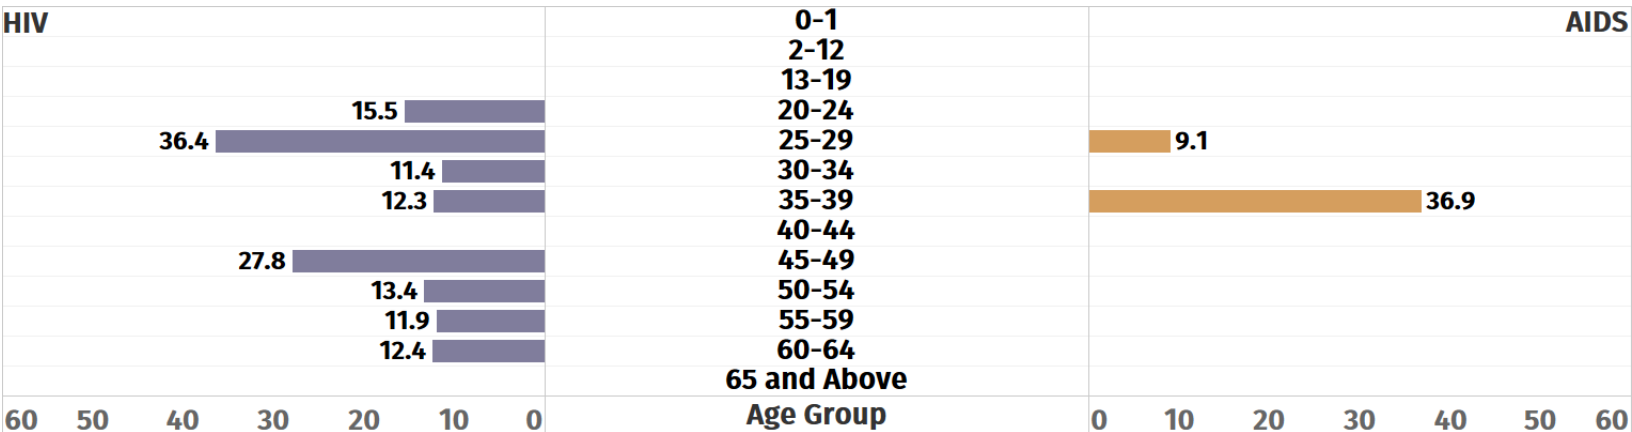 HIV 0-1 AIDS
2-12
13-19
15.5 20-24
36.4 25-29 9.1
11.4 30-34
12.3 35-39 36.9
40-44
27.8 45-49
13.4 50-54
11.9 55-59
12.4 60-64
65 and Above
60 50 40 30 20 10 0 Age Group 0 10 20 30 40 50 60